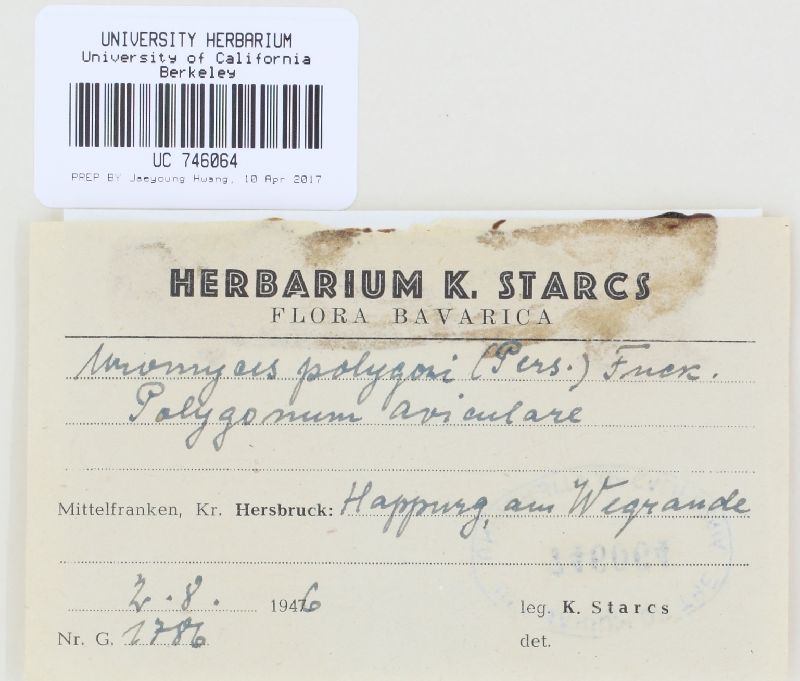 UNIVERSITY HERBARIUM
University of California
Berkeley
UC 746064
PREP BY Jaeyoung Hwang, 10 Apr 2017
HERBARIUM K. STARCS
FLORA BAVARICA
Uromyces polygoni (Pers.) Fuck.
Polygonum aviculare
Mittelfranken, Kr. Hersbruck: Happurg, am Wegrande
2.8. 1946
leg. K. Starcs
Nr. G. 1786
det.